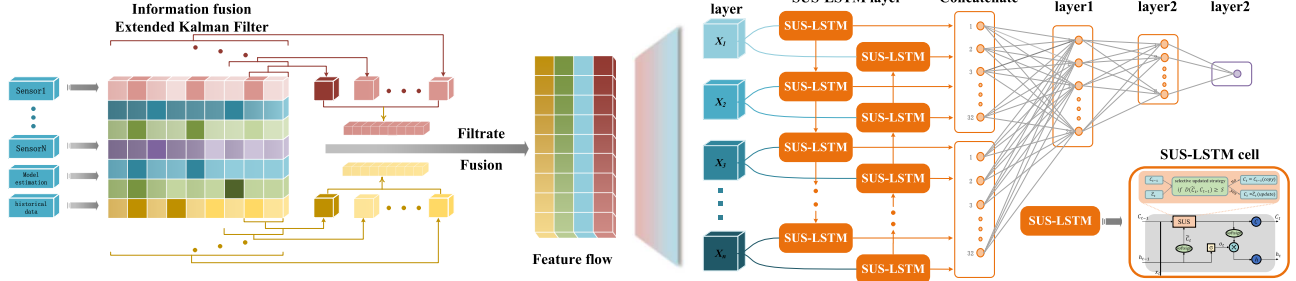 Information fusion
Extended Kalman Filter
Sensor1
SensorN
Model
estimation
historical
data
Filtrate
Fusion
Feature flow
layer
X1
X2
X3
Xn
SUS-LSTM layer
SUS-LSTM
SUS-LSTM
SUS-LSTM
SUS-LSTM
SUS-LSTM
SUS-LSTM
SUS-LSTM
SUS-LSTM
Concatenate
1
2
3
32
1
2
3
32
layer1
layer2
layer2
SUS-LSTM
SUS-LSTM cell
selective updated strategy
SUS